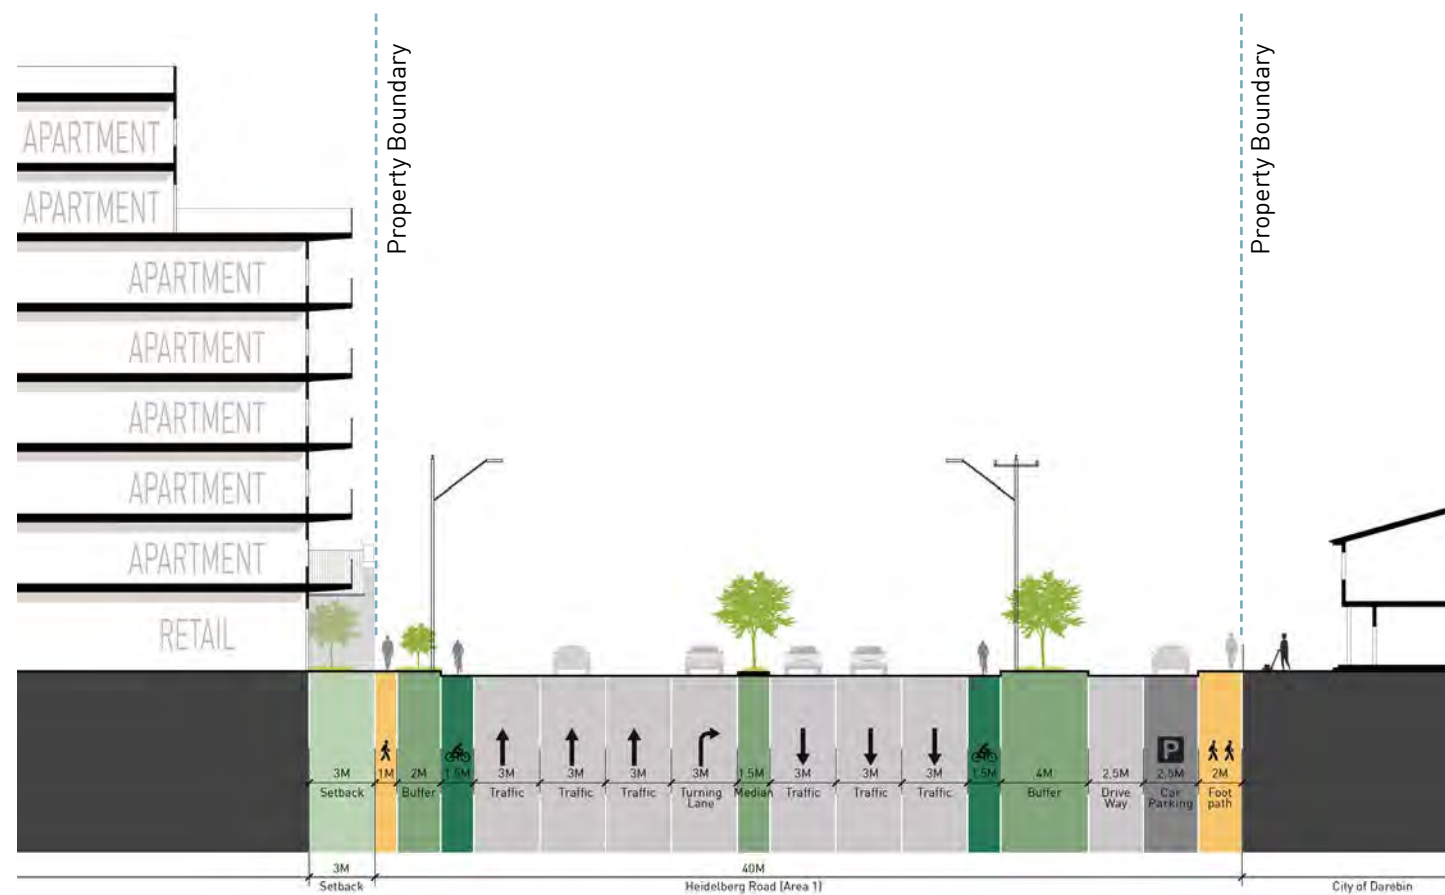 Property Boundary
Property Boundary
APARTMENT
APARTMENT
APARTMENT
APARTMENT
APARTMENT
APARTMENT
APARTMENT
RETAIL
P
3M 1M 2M 1.5M 3M 3M 3M 3M 1.5M 3M 3M 3M 1.5M 4M 2.5M 2.5M 2M
Setback Buffer Traffic Traffic Traffic Turning Median Traffic Traffic Traffic Buffer Drive Car Foot
Lane Way Parking path
3M 40M
Setback Heidelberg Road (Area 1) City of Darebin